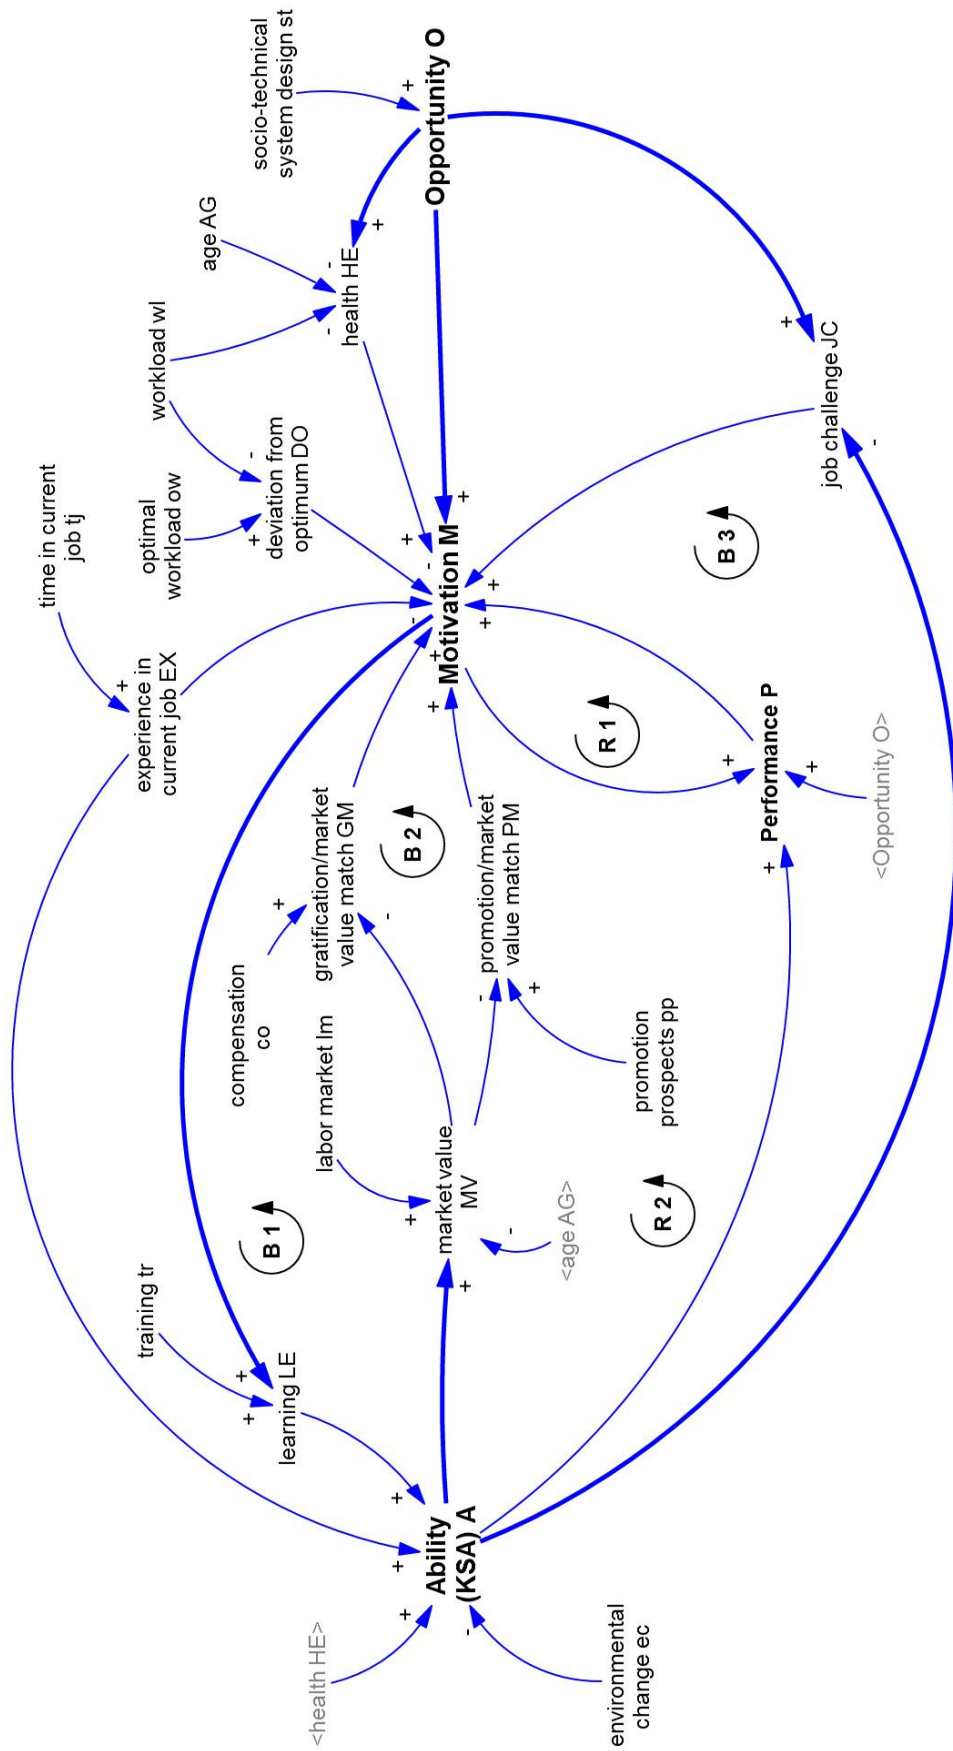 time in current
job tj
experience in
current job EX
training tr
optimal
workload ow
workload wl
age AG
socio-technical
system design st
+
+
+
-
-
-
+
deviation from
optimum DO
health HE
+
compensation
co
+
gratification/market
value match GM
B 1
labor market lm
B 2
learning LE
+
+
<health HE>
+
+
+
Ability
(KSA) A
-
+
market value
MV
+
-
<age AG>
-
-
promotion/market
value match PM
+
promotion
prospects pp
+
+
-
-
+
Motivation M
+
+
+
Opportunity O
environmental
change ec
R 2
R 1
B 3
+
+
Performance P
+
<Opportunity O>
+
job challenge JC
-